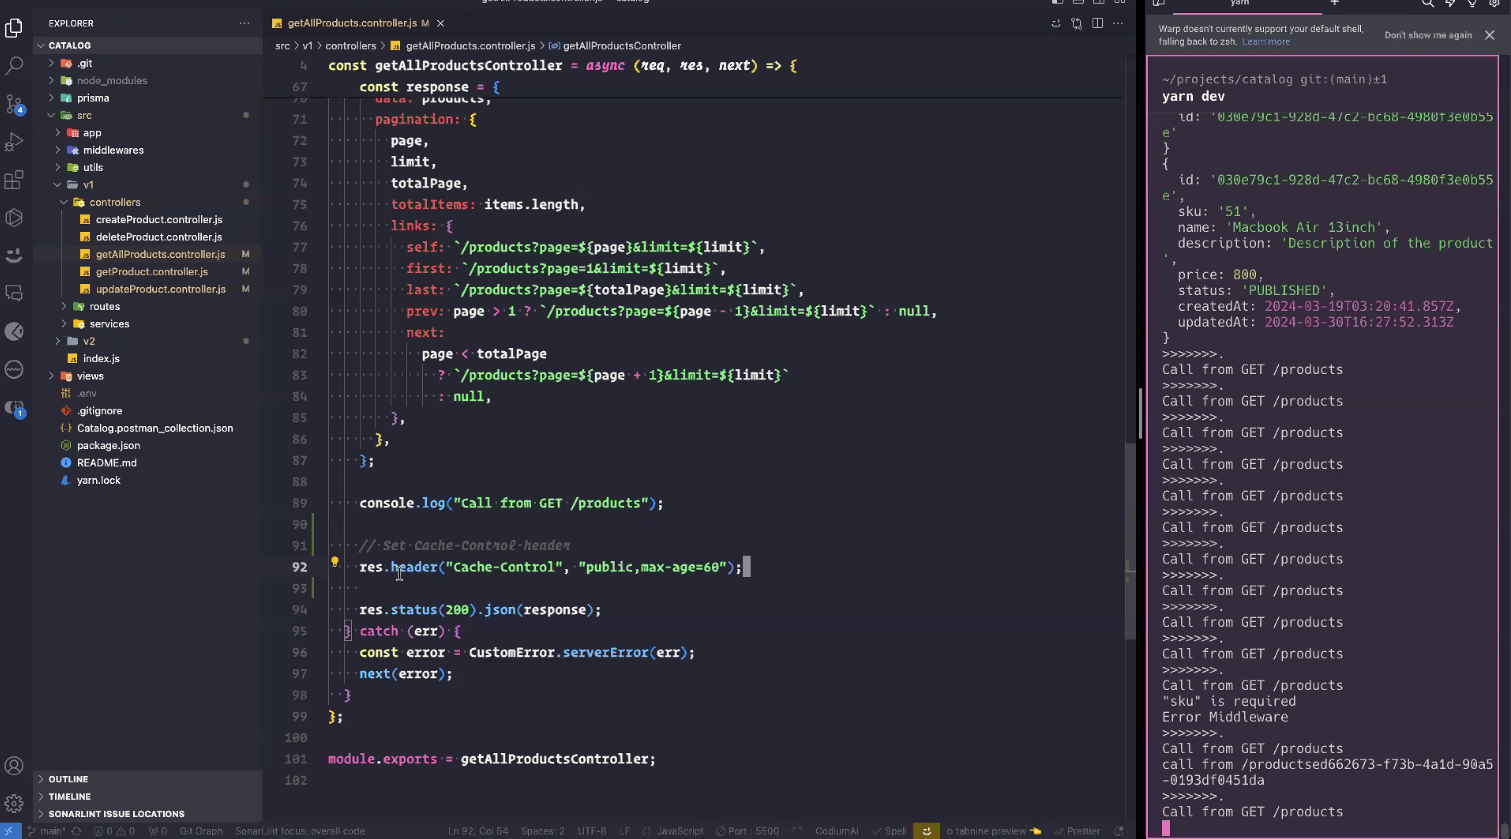 EXPLORER
CATALOG
.git
node_modules
prisma
src
app
middlewares
utils
v1
controllers
createProduct.controller.js
deleteProduct.controller.js
getAllProducts.controller.js M
getProduct.controller.js M
updateProduct.controller.js M
routes
services
v2
index.js
views
.env
.gitignore
Catalog.postman_collection.json
package.json
README.md
yarn.lock
OUTLINE
TIMELINE
SONARLINT ISSUE LOCATIONS
4
1
getAllProducts.controller.js M
src > v1 > controllers > getAllProducts.controller.js > getAllProductsController
4 const getAllProductsController = async (req, res, next) => {
67 const response = {
70 data: products,
71 pagination: {
72 page,
73 limit,
74 totalPage,
75 totalItems: items.length,
76 links: {
77 self: `/products?page=${page}&limit=${limit}`,
78 first: `/products?page=1&limit=${limit}`,
79 last: `/products?page=${totalPage}&limit=${limit}`,
80 prev: page > 1 ? `/products?page=${page - 1}&limit=${limit}` : null,
81 next:
82 page < totalPage
83 ? `/products?page=${page + 1}&limit=${limit}`
84 : null,
85 },
86 },
87 };
88
89 console.log("Call from GET /products");
90
91 // Set Cache-Control header
92 res.header("Cache-Control", "public,max-age=60");
93
94 res.status(200).json(response);
95 } catch (err) {
96 const error = CustomError.serverError(err);
97 next(error);
98 }
99 };
100
101 module.exports = getAllProductsController;
102
main* 0 0 0 Git Graph SonarLint focus: overall code Ln 92, Col 54 Spaces: 2 UTF-8 LF JavaScript Port : 5500 CodiumAI Spell tabnine preview Prettier
yarn
Warp doesn't currently support your default shell, falling back to zsh. Learn more
Don't show me again
~/projects/catalog git:(main)±1
yarn dev
id: '030e79c1-928d-47c2-bc68-4980f3e0b55
e'
}
{
id: '030e79c1-928d-47c2-bc68-4980f3e0b55
e',
sku: '51',
name: 'Macbook Air 13inch',
description: 'Description of the product
',
price: 800,
status: 'PUBLISHED',
createdAt: 2024-03-19T03:20:41.857Z,
updatedAt: 2024-03-30T16:27:52.313Z
}
>>>>>>>.
Call from GET /products
>>>>>>>.
Call from GET /products
>>>>>>>.
Call from GET /products
>>>>>>>.
Call from GET /products
>>>>>>>.
Call from GET /products
>>>>>>>.
Call from GET /products
>>>>>>>.
Call from GET /products
>>>>>>>.
Call from GET /products
>>>>>>>.
Call from GET /products
>>>>>>>.
Call from GET /products
>>>>>>>.
Call from GET /products
"sku" is required
Error Middleware
>>>>>>>.
Call from GET /products
call from /productsed662673-f73b-4a1d-90a5
-0193df0451da
>>>>>>>.
Call from GET /products